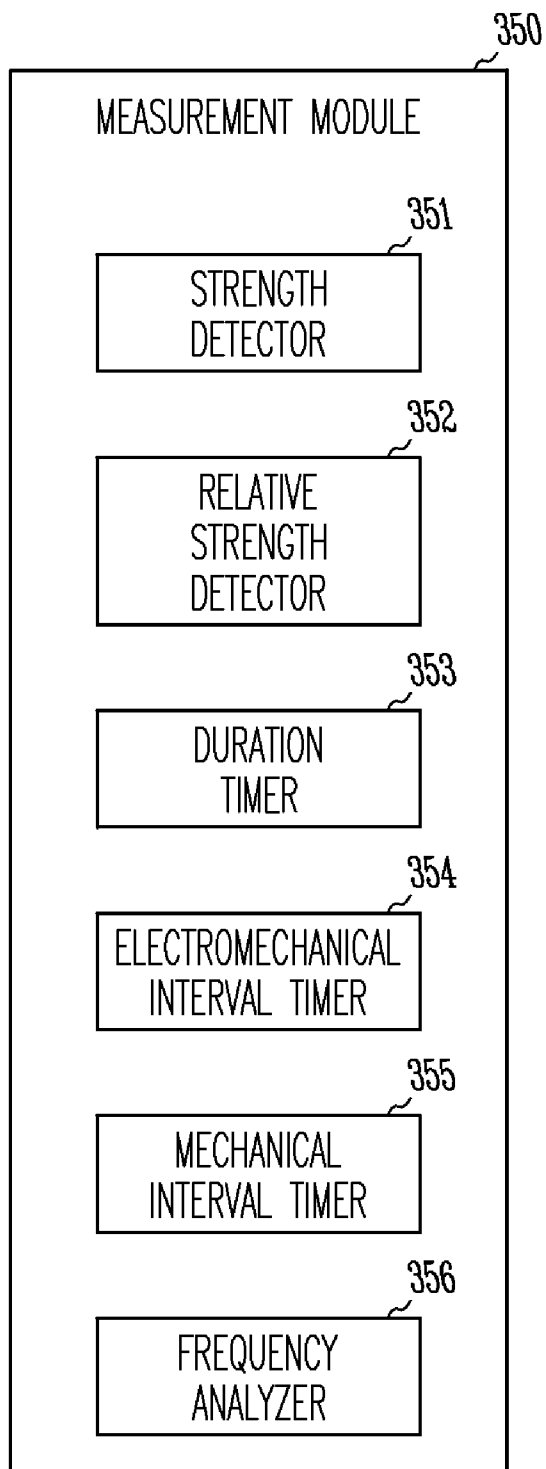 350
MEASUREMENT MODULE
351
STRENGTH
DETECTOR
352
RELATIVE
STRENGTH
DETECTOR
353
DURATION
TIMER
354
ELECTROMECHANICAL
INTERVAL TIMER
355
MECHANICAL
INTERVAL TIMER
356
FREQUENCY
ANALYZER